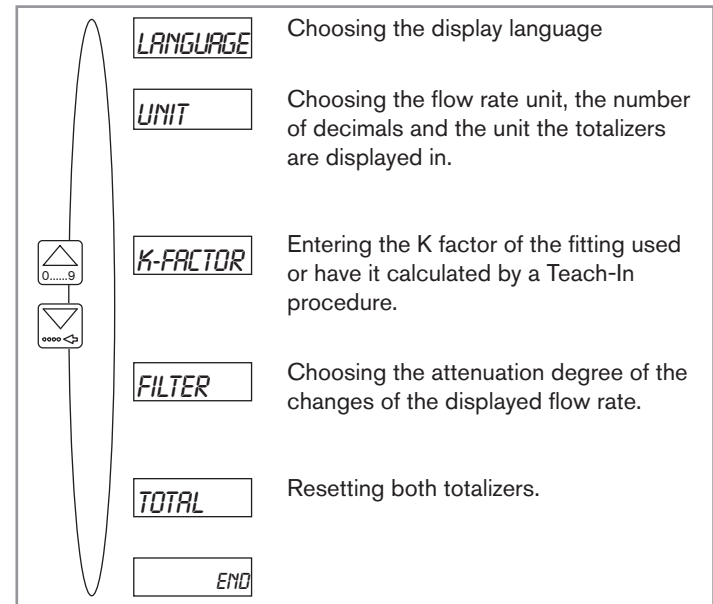 LANGUAGE
Choosing the display language
UNIT
Choosing the flow rate unit, the number
of decimals and the unit the totalizers
are displayed in.
0......9
K-FACTOR
Entering the K factor of the fitting used
or have it calculated by a Teach-In
procedure.
FILTER
Choosing the attenuation degree of the
changes of the displayed flow rate.
TOTAL
Resetting both totalizers.
END